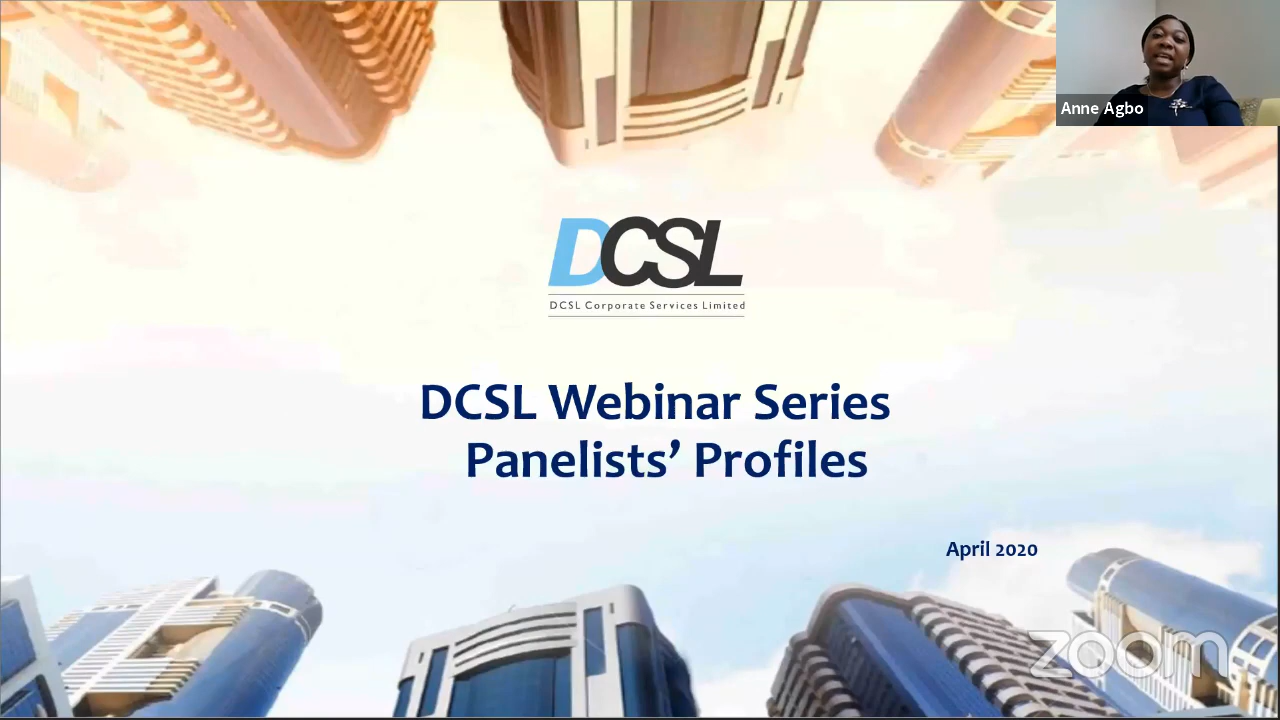 Anne Agbo
DCSL
DCSL Corporate Services Limited
DCSL Webinar Series
Panelists’ Profiles
April 2020
zoom